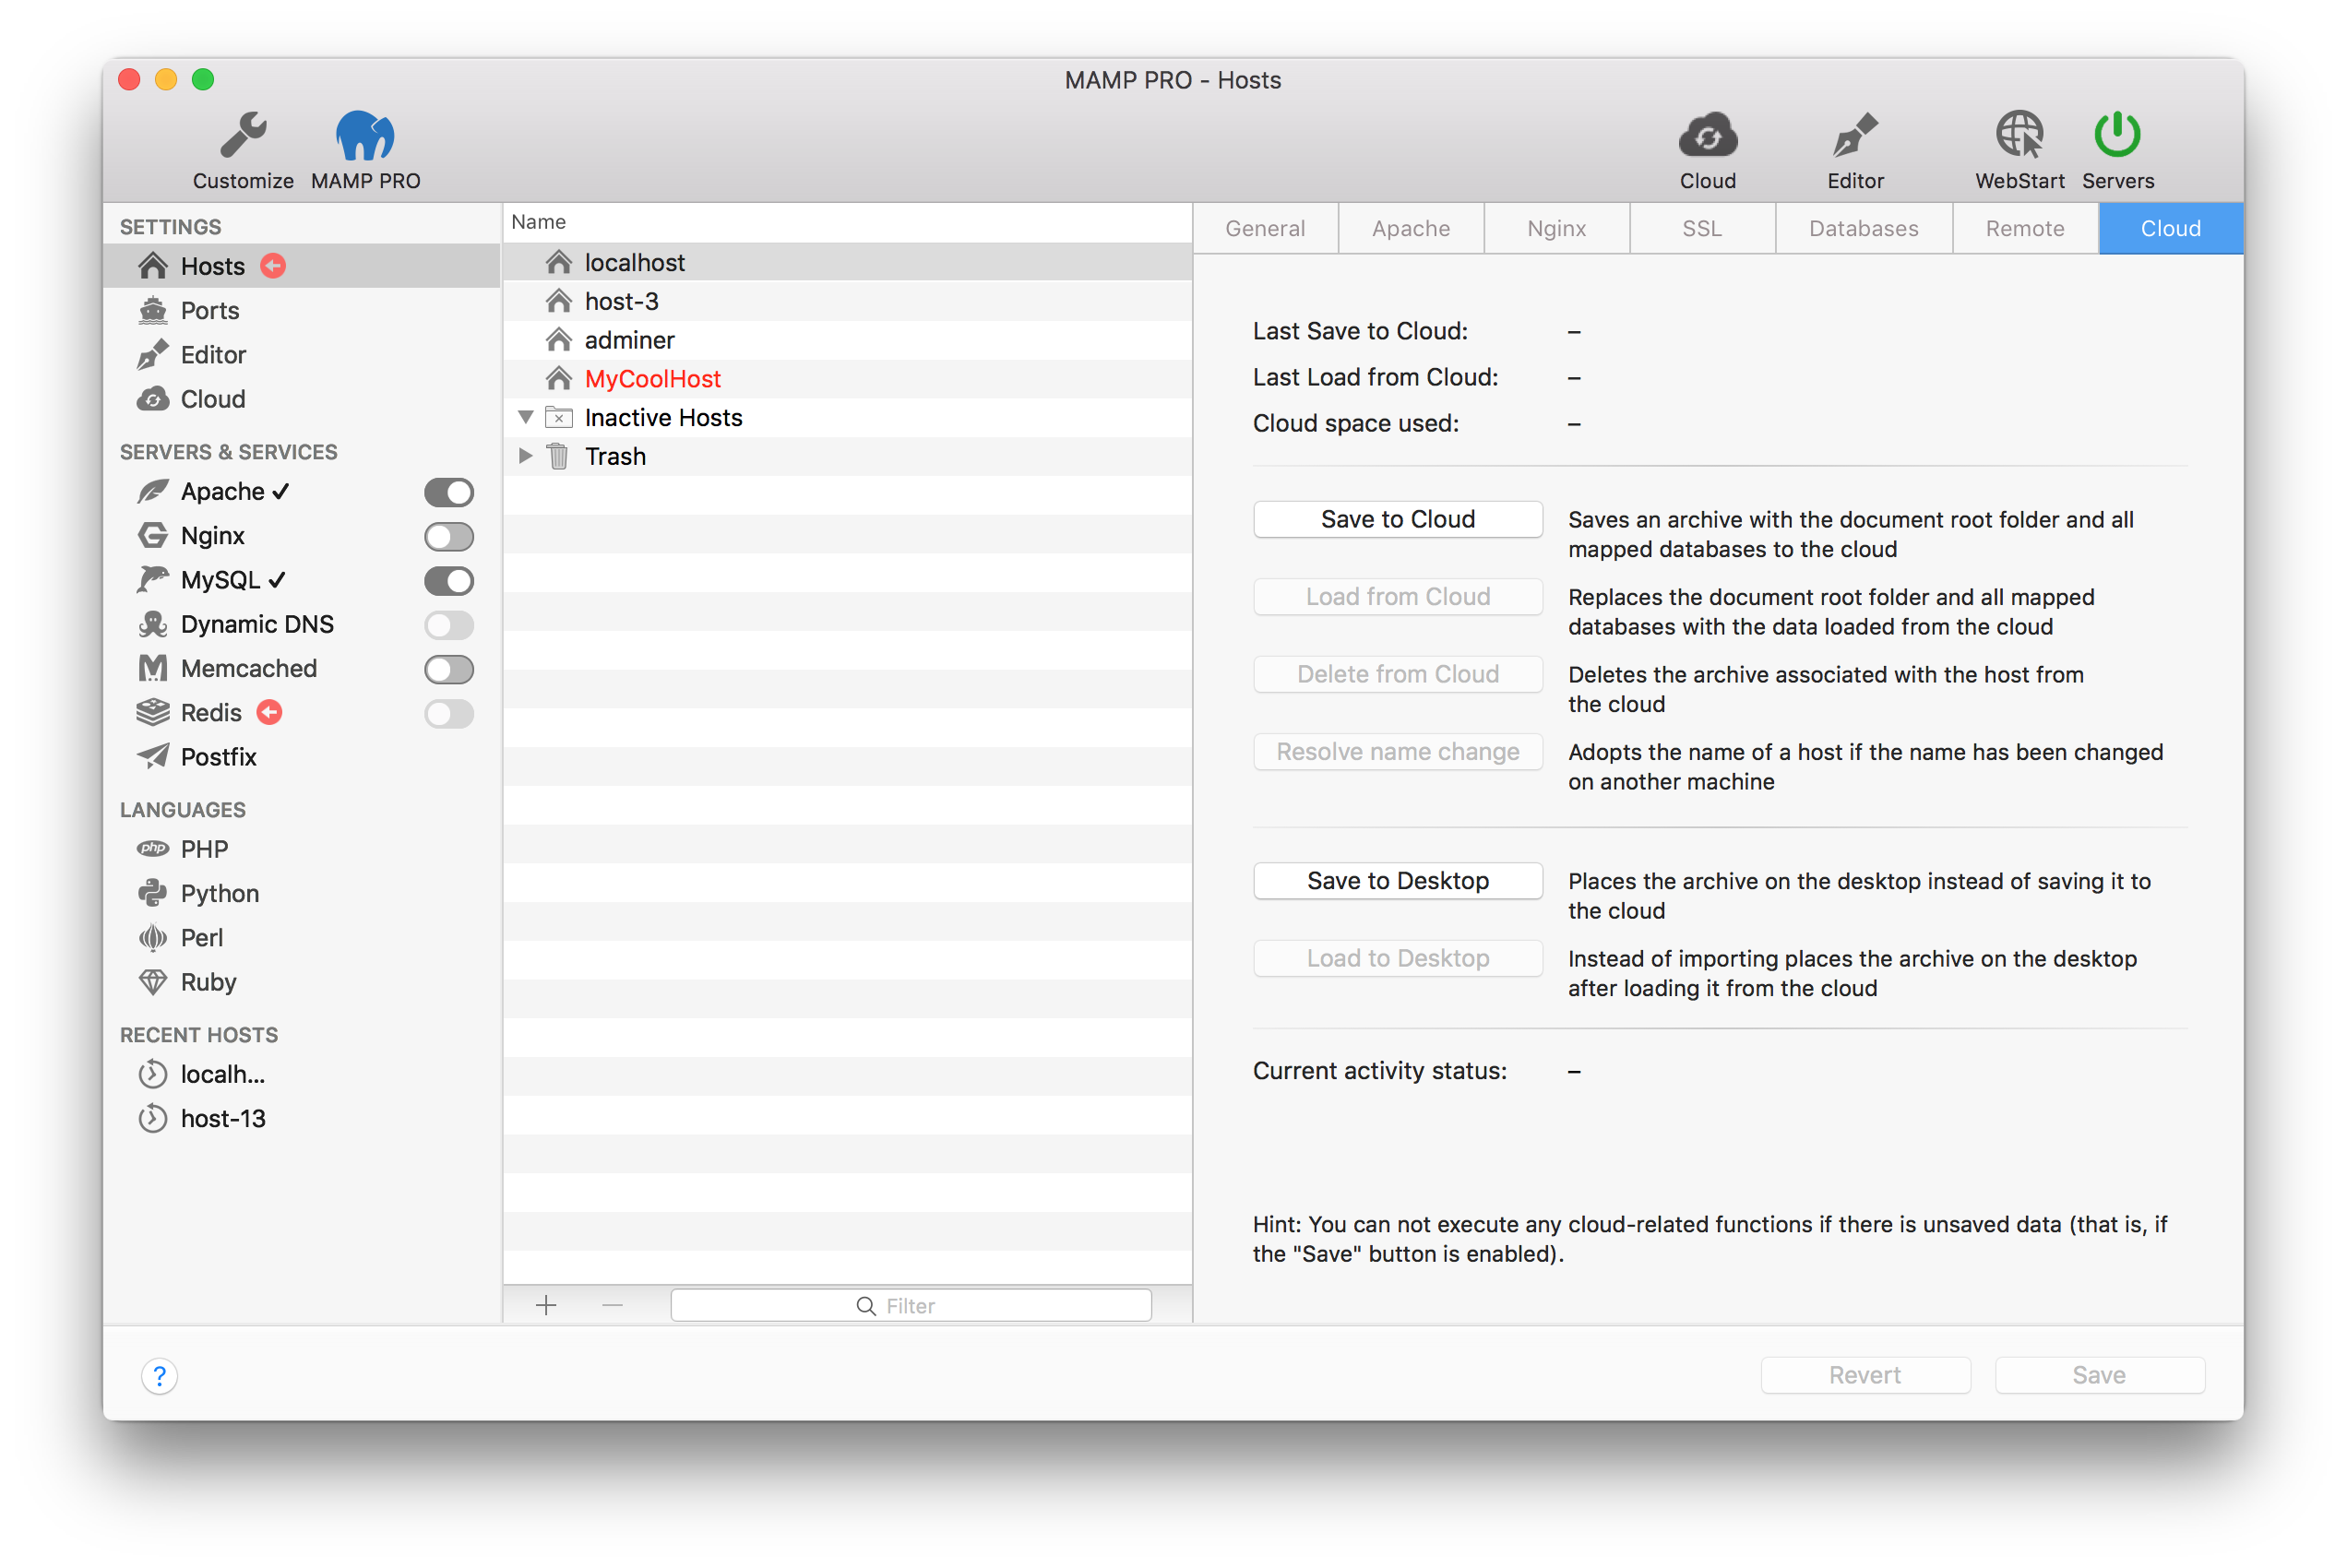 MAMP PRO - Hosts
Customize
MAMP PRO
Cloud
Editor
WebStart
Servers
SETTINGS
Hosts
Ports
Editor
Cloud
SERVERS & SERVICES
Apache ✓
Nginx
MySQL ✓
Dynamic DNS
Memcached
Redis
Postfix
LANGUAGES
php PHP
Python
Perl
Ruby
RECENT HOSTS
localh...
host-13
Name
localhost
host-3
adminer
MyCoolHost
Inactive Hosts
Trash
Filter
General
Apache
Nginx
SSL
Databases
Remote
Cloud
Last Save to Cloud: –
Last Load from Cloud: –
Cloud space used: –
Save to Cloud
Saves an archive with the document root folder and all
mapped databases to the cloud
Load from Cloud
Replaces the document root folder and all mapped
databases with the data loaded from the cloud
Delete from Cloud
Deletes the archive associated with the host from
the cloud
Resolve name change
Adopts the name of a host if the name has been changed
on another machine
Save to Desktop
Places the archive on the desktop instead of saving it to
the cloud
Load to Desktop
Instead of importing places the archive on the desktop
after loading it from the cloud
Current activity status: –
Hint: You can not execute any cloud-related functions if there is unsaved data (that is, if
the "Save" button is enabled).
?
Revert
Save